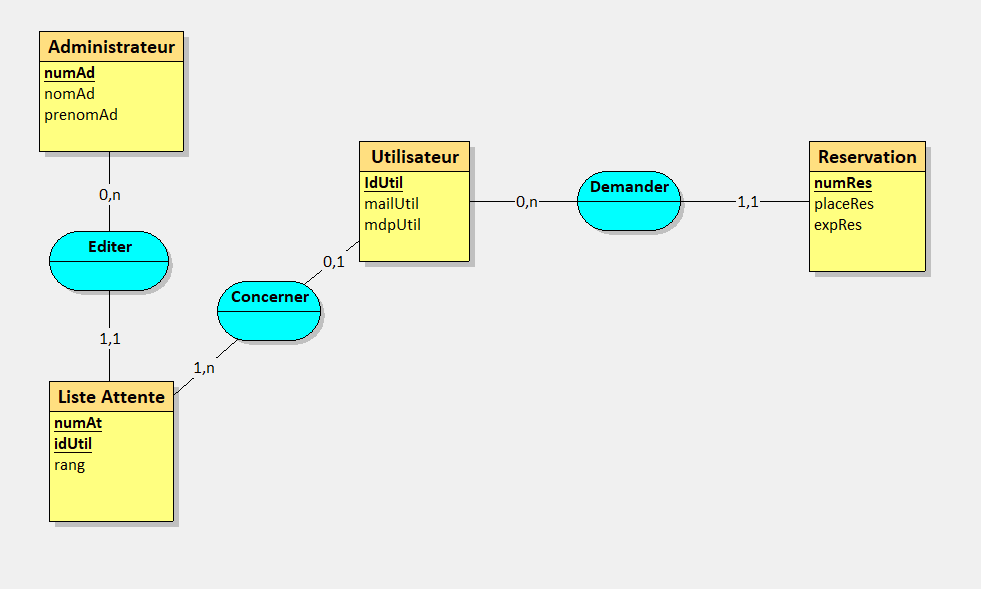 Administrateur
numAd
nomAd
prenomAd
0,n
Editer
1,1
Liste Attente
numAt
idUtil
rang
1,n
Concerner
0,1
Utilisateur
IdUtil
mailUtil
mdpUtil
0,n
Demander
1,1
Reservation
numRes
placeRes
expRes